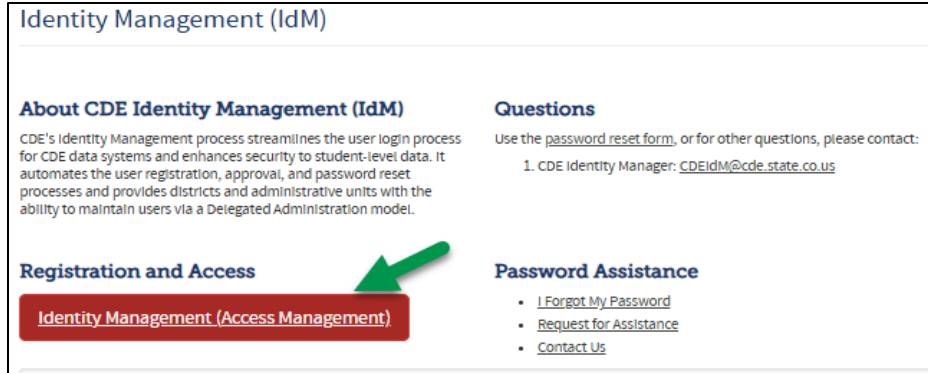 Identity Management (IdM)
About CDE Identity Management (IdM)
CDE's Identity Management process streamlines the user login process
for CDE data systems and enhances security to student-level data. It
automates the user registration, approval, and password reset
processes and provides districts and administrative units with the
ability to maintain users via a Delegated Administration model.
Questions
Use the password reset form, or for other questions, please contact:
1. CDE Identity Manager: CDEIdM@cde.state.co.us
Registration and Access
Identity Management (Access Management)
Password Assistance
• I Forgot My Password
• Request for Assistance
• Contact Us